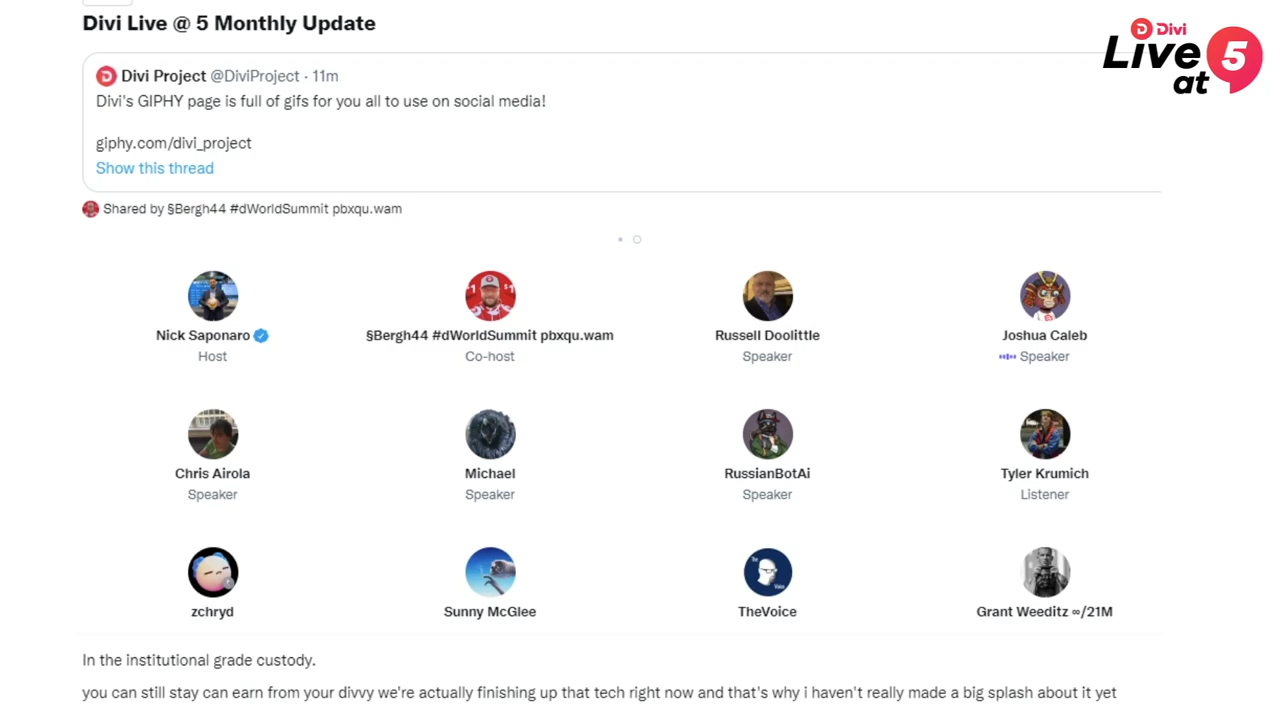 Divi Live @ 5 Monthly Update
Divi
Live
at
5
Divi Project @DiviProject · 11m
Divi's GIPHY page is full of gifs for you all to use on social media!
giphy.com/divi_project
Show this thread
Shared by §Bergh44 #dWorldSummit pbxqu.wam
Nick Saponaro
Host
§Bergh44 #dWorldSummit pbxqu.wam
Co-host
Russell Doolittle
Speaker
Joshua Caleb
Speaker
Chris Airola
Speaker
Michael
Speaker
RussianBotAi
Speaker
Tyler Krumich
Listener
zchryd
Sunny McGlee
TheVoice
Grant Weeditz ∞/21M
In the institutional grade custody.
you can still stay can earn from your divvy we're actually finishing up that tech right now and that's why i haven't really made a big splash about it yet